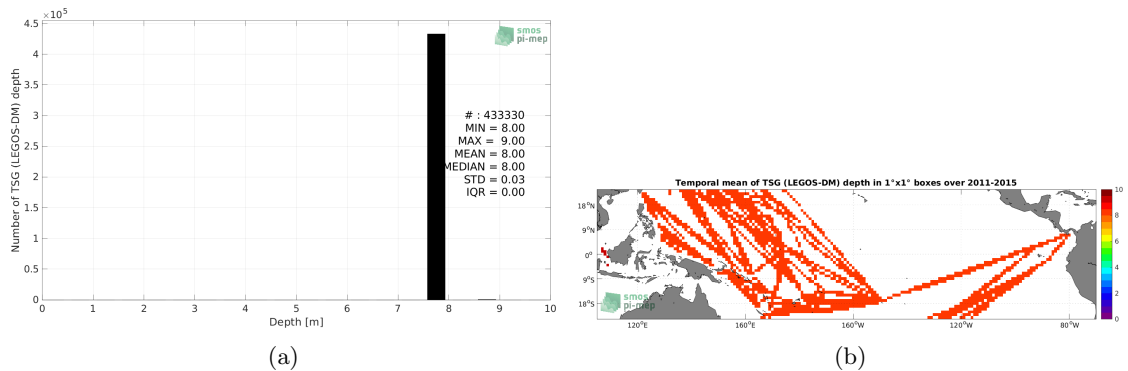 ×10⁵
4.5
4
3.5
3
2.5
2
1.5
1
0.5
0
Number of TSG (LEGOS-DM) depth
smos
pi-mep
# : 433330
MIN = 8.00
MAX = 9.00
MEAN = 8.00
MEDIAN = 8.00
STD = 0.03
IQR = 0.00
0 1 2 3 4 5 6 7 8 9 10
Depth [m]
(a)
Temporal mean of TSG (LEGOS-DM) depth in 1°x1° boxes over 2011-2015
18°N
9°N
0°
9°S
18°S
smos
pi-mep
120°E 160°E 160°W 120°W 80°W
10
8
6
4
2
0
(b)